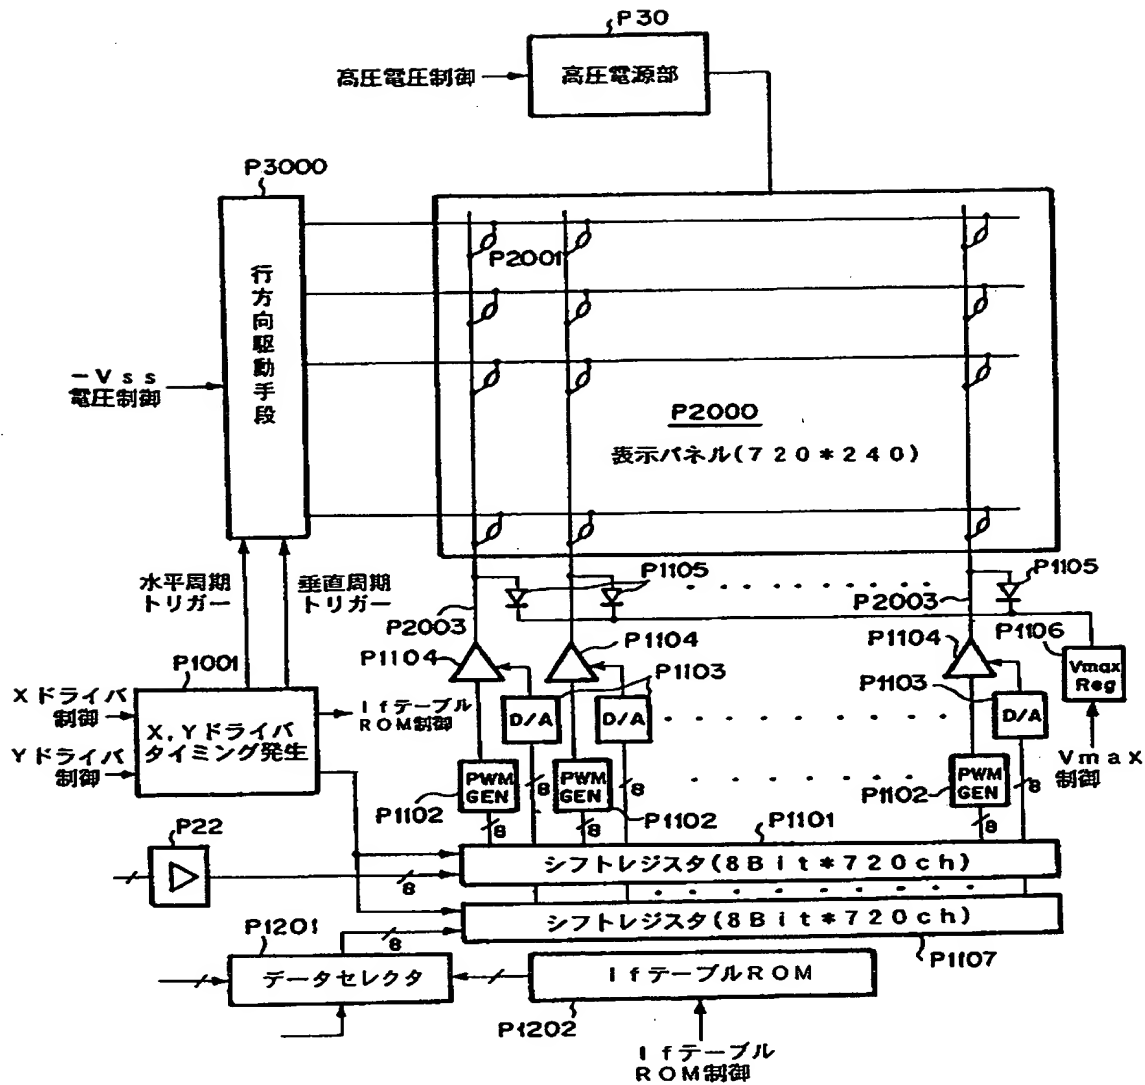 P30
高圧電圧制御
高圧電源部
P3000
行方向駆動手段
P2001
－Ｖｓｓ
電圧制御
P2000
表示パネル(７２０＊２４０)
水平周期
トリガー
垂直周期
トリガー
P1105
P1105
P2003
P2003
P1104
P1104
P1104
P1106
Vmax
Reg
P1103
P1103
P1001
Ｘドライバ
制御
Ｙドライバ
制御
Ｘ，Ｙドライバ
タイミング発生
Ｉｆテーブル
ＲＯＭ制御
D/A
D/A
D/A
Ｖｍａｘ
制御
PWM
GEN
PWM
GEN
PWM
GEN
8
8
8
P1102
P1102
P1102
8
8
8
P22
P1101
シフトレジスタ(８Ｂｉｔ＊７２０ｃｈ)
8
シフトレジスタ(８Ｂｉｔ＊７２０ｃｈ)
P1201
8
P1107
データセレクタ
ＩｆテーブルＲＯＭ
P1202
Ｉｆテーブル
ＲＯＭ制御